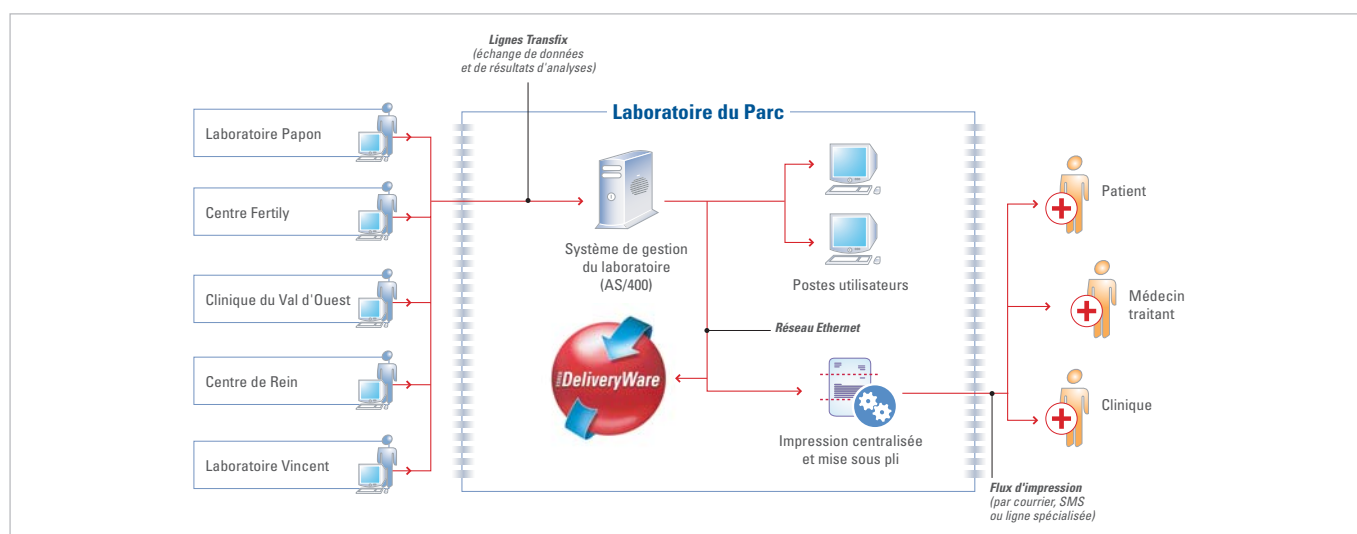 Lignes Transfix
(échange de données
et de résultats d'analyses)
Laboratoire du Parc
Laboratoire Papon
Centre Fertily
Clinique du Val d'Ouest
Centre de Rein
Laboratoire Vincent
Système de gestion
du laboratoire
(AS/400)
Postes utilisateurs
Réseau Ethernet
DeliveryWare
Impression centralisée
et mise sous pli
Patient
Médecin
traitant
Clinique
Flux d'impression
(par courrier, SMS
ou ligne spécialisée)